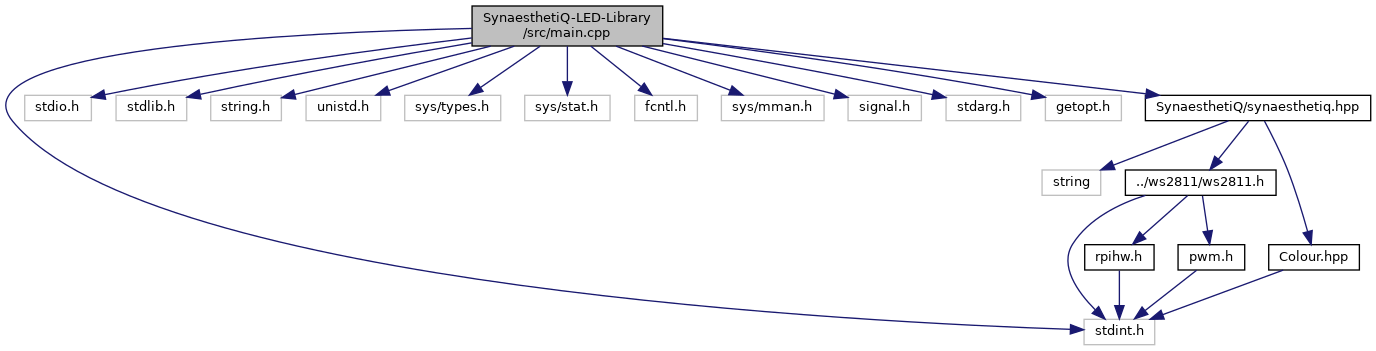 SynaesthetiQ-LED-Library
/src/main.cpp
stdio.h
stdlib.h
string.h
unistd.h
sys/types.h
sys/stat.h
fcntl.h
sys/mman.h
signal.h
stdarg.h
getopt.h
SynaesthetiQ/synaesthetiq.hpp
string
../ws2811/ws2811.h
rpihw.h
pwm.h
Colour.hpp
stdint.h